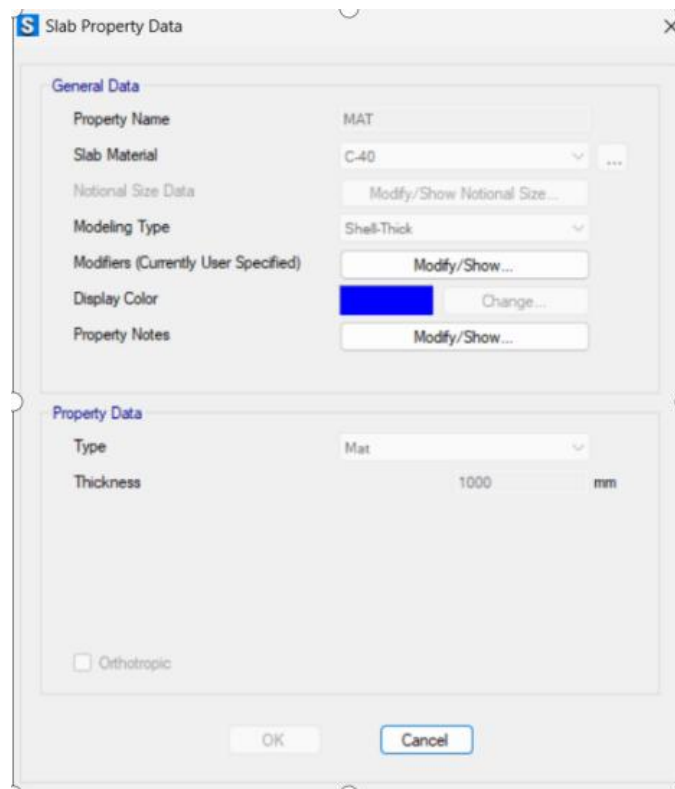 S Slab Property Data
General Data
Property Name MAT
Slab Material C-40 ...
Notional Size Data Modify/Show Notional Size...
Modeling Type Shell-Thick
Modifiers (Currently User Specified) Modify/Show...
Display Color Change...
Property Notes Modify/Show...
Property Data
Type Mat
Thickness 1000 mm
Orthotropic
OK Cancel